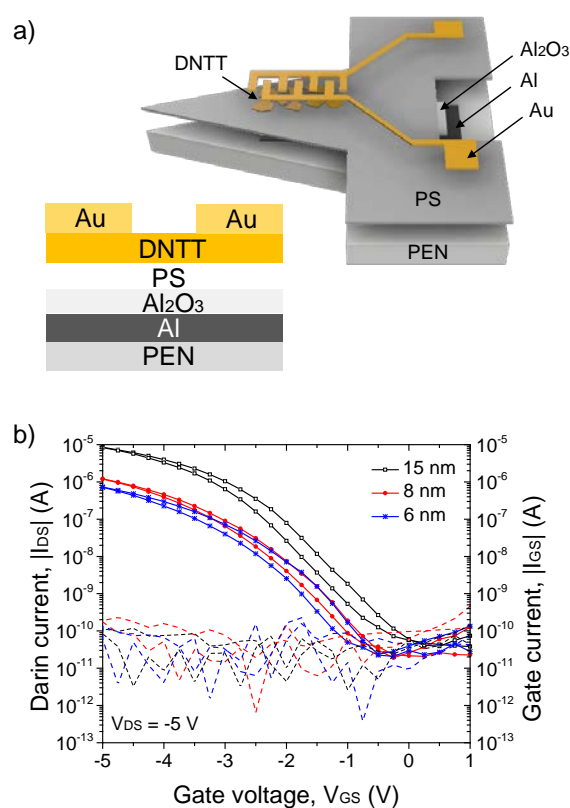 a)
DNTT
Al2O3
Al
Au
PS
PEN
Au Au
DNTT
PS
Al2O3
Al
PEN
b)
Darin current, |IDS| (A)
Gate current, |IGS| (A)
10-5 10-5
10-6 10-6
10-7 10-7
10-8 10-8
10-9 10-9
10-10 10-10
10-11 10-11
10-12 10-12
10-13 10-13
15 nm
8 nm
6 nm
VDS = -5 V
-5 -4 -3 -2 -1 0 1
Gate voltage, VGS (V)